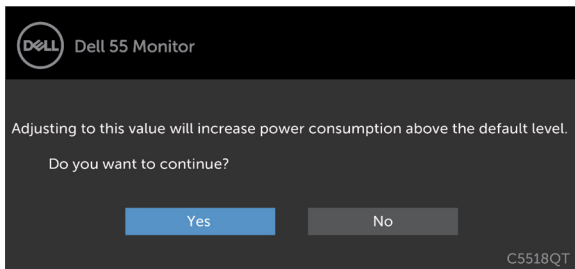 DELL
Dell 55 Monitor
Adjusting to this value will increase power consumption above the default level.
Do you want to continue?
Yes
No
C5518QT